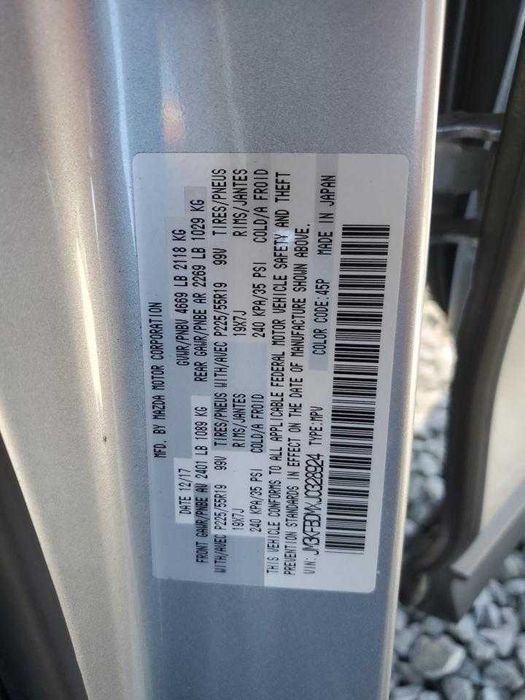 MFD. BY MAZDA MOTOR CORPORATION
DATE 12/17 GVWR/PNBV 4669 LB 2118 KG
FRONT GAWR/PNBE AV 2401 LB 1089 KG REAR GAWR/PNBE AR 2269 LB 1029 KG
WITH/AVEC P225/55R19 99V TIRES/PNEUS WITH/AVEC P225/55R19 99V TIRES/PNEUS
19X7J RIMS/JANTES 19X7J RIMS/JANTES
240 KPA/35 PSI COLD/A FROID 240 KPA/35 PSI COLD/A FROID
THIS VEHICLE CONFORMS TO ALL APPLICABLE FEDERAL MOTOR VEHICLE SAFETY AND THEFT
PREVENTION STANDARDS IN EFFECT ON THE DATE OF MANUFACTURE SHOWN ABOVE.
VIN: JM3KFBDMXJ0328924 TYPE:MPV COLOR CODE:45P MADE IN JAPAN